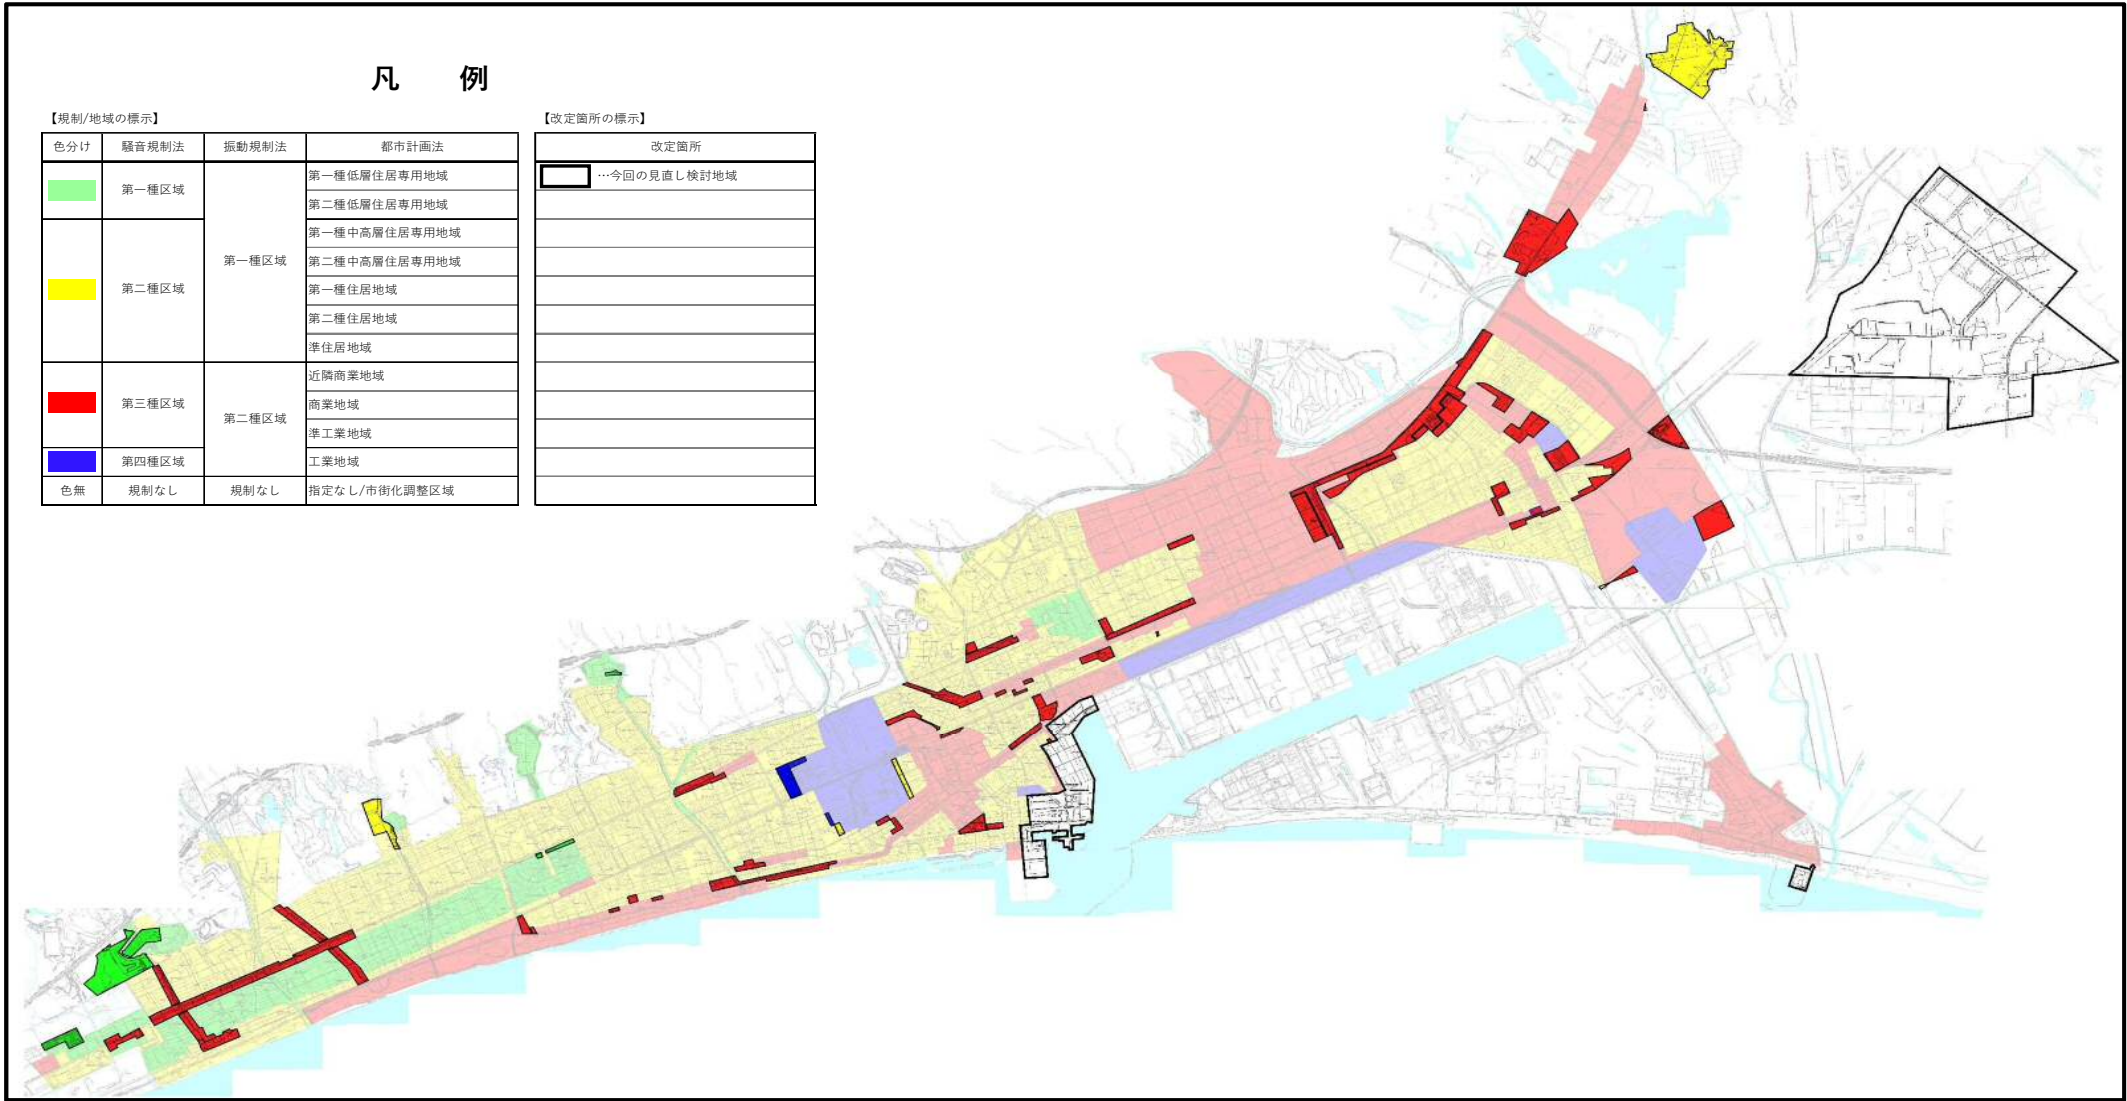 凡 例
【規制/地域の標示】
色分け 騒音規制法 振動規制法 都市計画法
第一種区域 第一種区域 第一種低層住居専用地域
第二種低層住居専用地域
第二種区域 第一種中高層住居専用地域
第二種中高層住居専用地域
第一種住居地域
第二種住居地域
準住居地域
第三種区域 第二種区域 近隣商業地域
商業地域
準工業地域
第四種区域 工業地域
色無 規制なし 規制なし 指定なし/市街化調整区域
【改定箇所の標示】
改定箇所
…今回の見直し検討地域